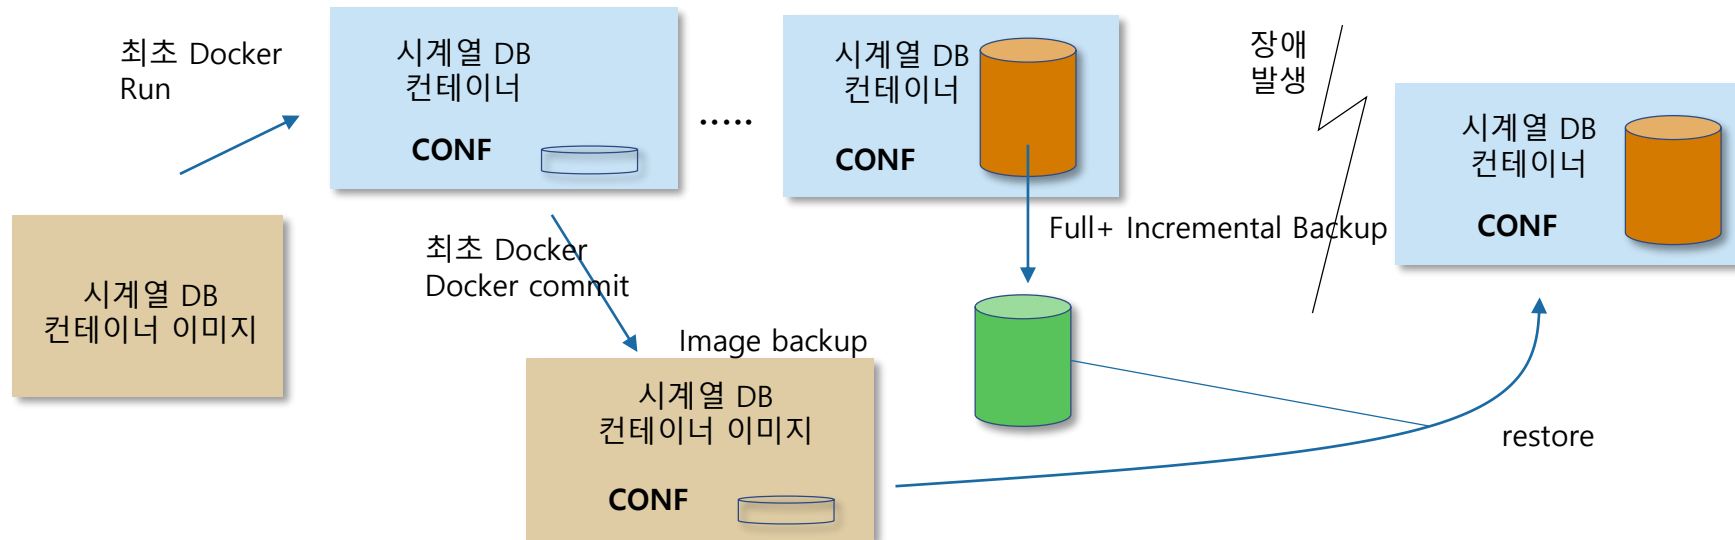 최초 Docker
Run
시계열 DB
컨테이너
CONF
.....
시계열 DB
컨테이너
CONF
장애
발생
시계열 DB
컨테이너
CONF
시계열 DB
컨테이너 이미지
최초 Docker
Docker commit
Full+ Incremental Backup
Image backup
시계열 DB
컨테이너 이미지
CONF
restore